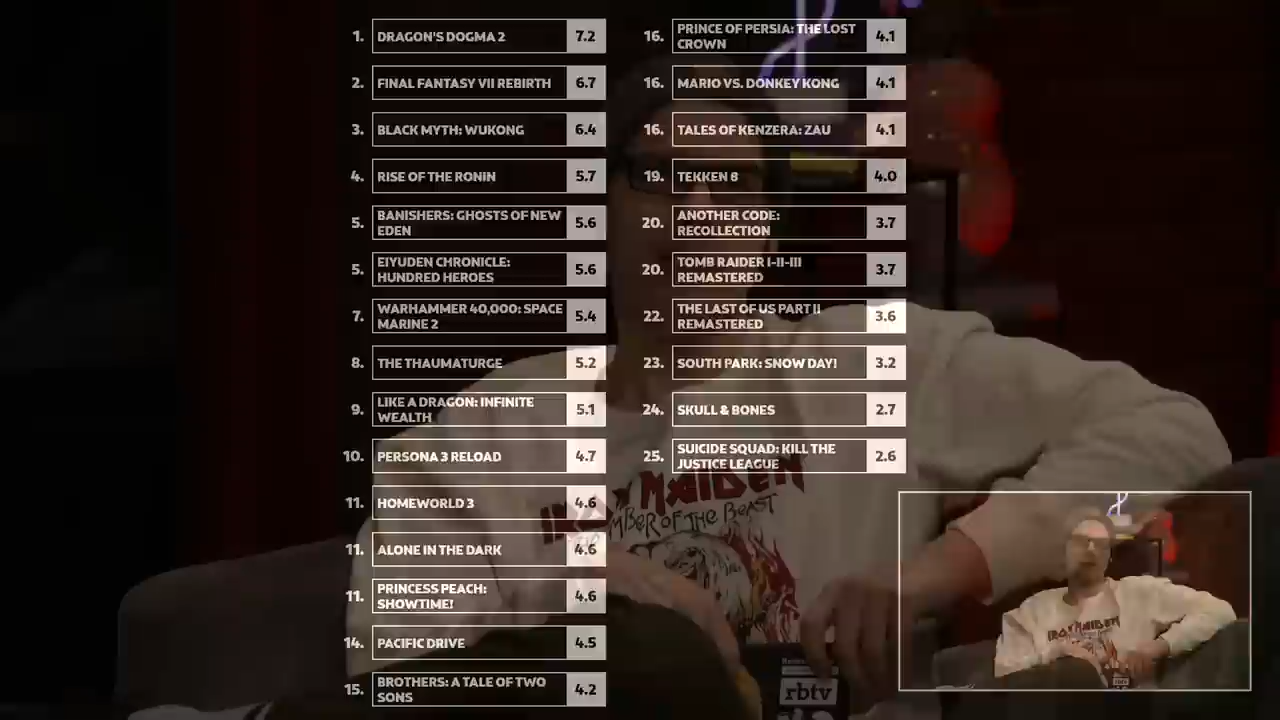 1. DRAGON'S DOGMA 2 7.2
2. FINAL FANTASY VII REBIRTH 6.7
3. BLACK MYTH: WUKONG 6.4
4. RISE OF THE RONIN 5.7
5. BANISHERS: GHOSTS OF NEW
EDEN 5.6
5. EIYUDEN CHRONICLE:
HUNDRED HEROES 5.6
7. WARHAMMER 40,000: SPACE
MARINE 2 5.4
8. THE THAUMATURGE 5.2
9. LIKE A DRAGON: INFINITE
WEALTH 5.1
10. PERSONA 3 RELOAD 4.7
11. HOMEWORLD 3 4.6
11. ALONE IN THE DARK 4.6
11. PRINCESS PEACH:
SHOWTIME! 4.6
14. PACIFIC DRIVE 4.5
15. BROTHERS: A TALE OF TWO
SONS 4.2
16. PRINCE OF PERSIA: THE LOST
CROWN 4.1
16. MARIO VS. DONKEY KONG 4.1
16. TALES OF KENZERA: ZAU 4.1
19. TEKKEN 8 4.0
20. ANOTHER CODE:
RECOLLECTION 3.7
20. TOMB RAIDER I-II-III
REMASTERED 3.7
22. THE LAST OF US PART II
REMASTERED 3.6
23. SOUTH PARK: SNOW DAY! 3.2
24. SKULL & BONES 2.7
25. SUICIDE SQUAD: KILL THE
JUSTICE LEAGUE 2.6
IRON MAIDEN
OF THE BEAST
rbtv
IRON MAIDEN